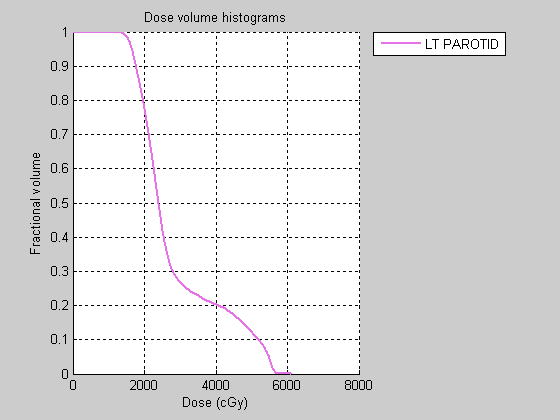 Dose volume histograms
LT PAROTID
1
0.9
0.8
0.7
0.6
0.5
0.4
0.3
0.2
0.1
0
Fractional volume
0 2000 4000 6000 8000
Dose (cGy)